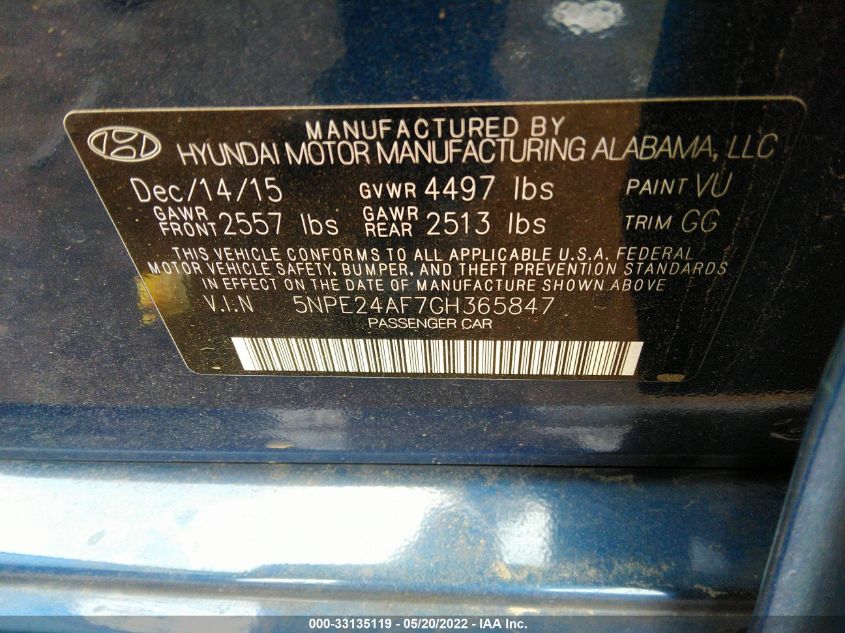 MANUFACTURED BY
HYUNDAI MOTOR MANUFACTURING ALABAMA, LLC
Dec/14/15 GVWR 4497 lbs PAINT VU
GAWR FRONT 2557 lbs GAWR REAR 2513 lbs TRIM GG
THIS VEHICLE CONFORMS TO ALL APPLICABLE U.S.A. FEDERAL
MOTOR VEHICLE SAFETY, BUMPER, AND THEFT PREVENTION STANDARDS
IN EFFECT ON THE DATE OF MANUFACTURE SHOWN ABOVE
V.I.N 5NPE24AF7GH365847
PASSENGER CAR
000-33135119 - 05/20/2022 - IAA Inc.